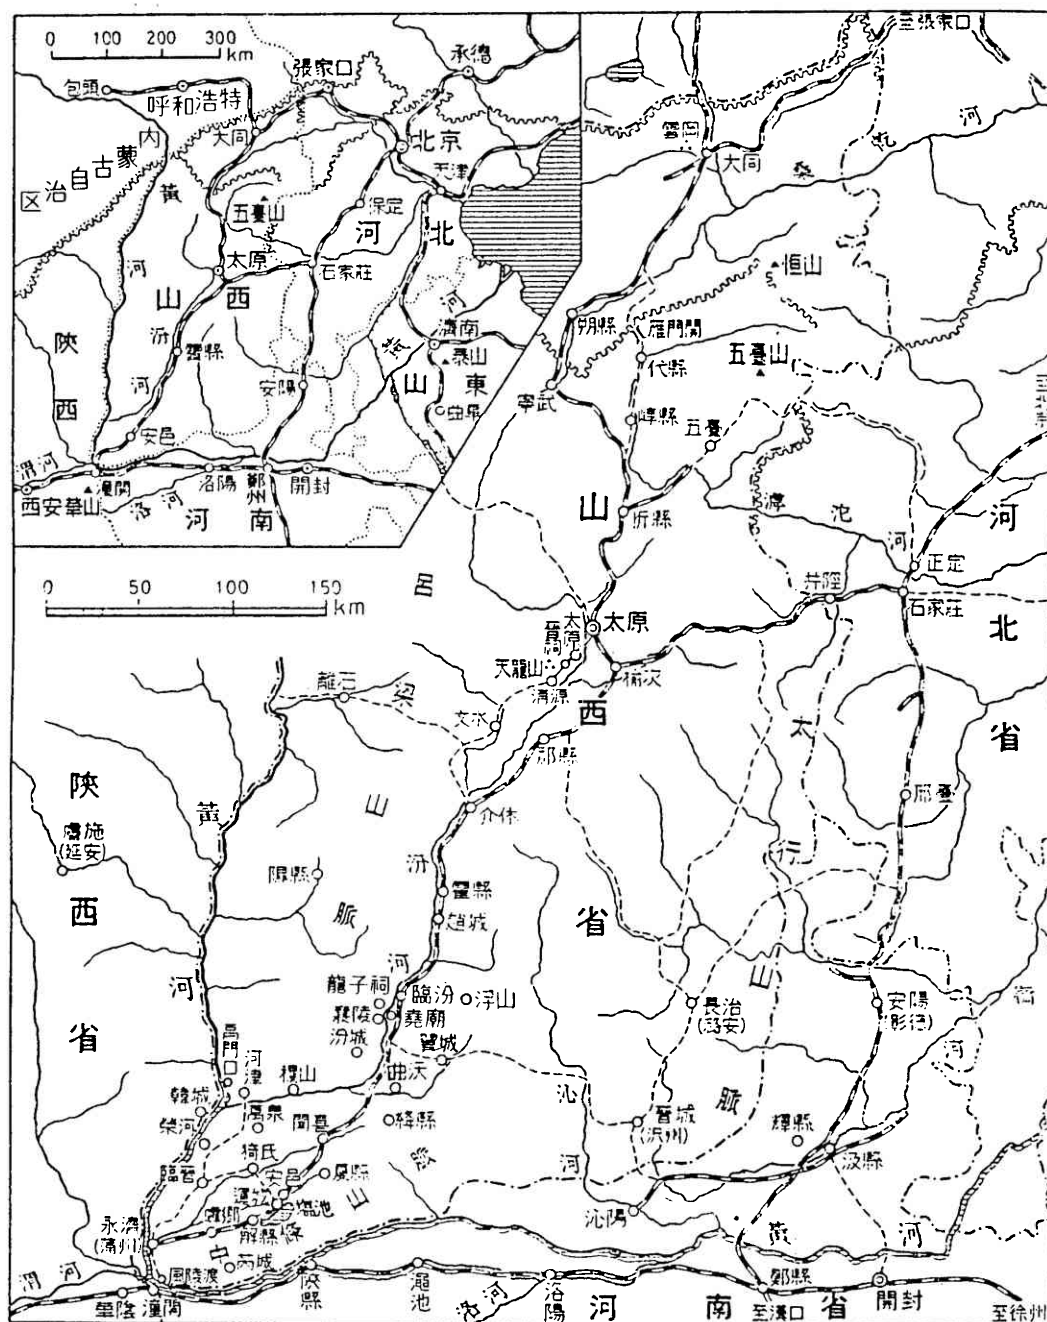 0 100 200 300
km
承德
張家口
包頭
呼和浩特
大同
北京
天津
内蒙古自治区
黃
河
五臺山
保定
河
北
太原
石家莊
山西
汾
河
霍縣
濟南
泰山
山東
曲阜
安陽
陝西
安邑
渭河
西安
華山
潼關
洛陽
鄭州
開封
洛河
河南
至張家口
雲岡
大同
桑
乾
河
恒山
朔縣
雁門關
代縣
五臺山
寧武
崞縣
五臺
山
忻縣
滹
沱
河
河
正定
井陘
石家莊
0 50 100 150
km
呂
太原
晉祠
天龍山
清源
榆次
北
離石
梁
文水
西
祁縣
太
省
陝
黃
山
介休
邢臺
膚施
(延安)
汾
行
隰縣
霍縣
西
脈
趙城
省
山
河
河
龍子祠
臨汾
浮山
長治
(潞安)
安陽
(彰德)
衛
襄陵
堯廟
省
汾城
翼城
河
禹門口
河津
稷山
曲沃
沁
脈
韓城
萬泉
晉城
(沢州)
輝縣
榮河
聞喜
絳縣
猗氏
河
汲縣
臨晉
安邑
夏縣
運城
塩池
山
永濟
(蒲州)
虞鄉
解縣
沁陽
黃
河
中
芮城
渭河
風陵渡
華陰
潼關
陝縣
澠池
洛河
洛陽
河南省
鄭縣
至漢口
開封
至徐州